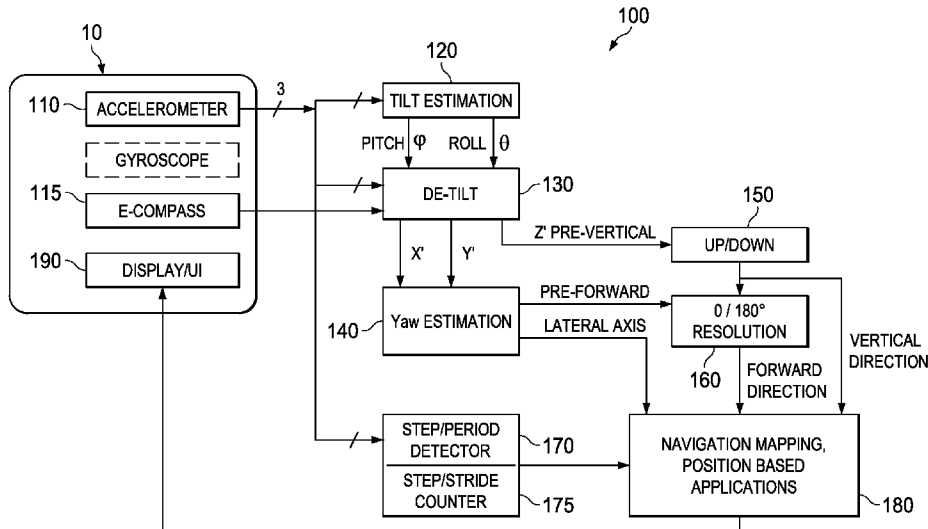 100
10
120
3
110
ACCELEROMETER
TILT ESTIMATION
PITCH φ
ROLL θ
GYROSCOPE
115
E-COMPASS
DE-TILT
130
150
Z' PRE-VERTICAL
UP/DOWN
190
DISPLAY/UI
X'
Y'
PRE-FORWARD
140
Yaw ESTIMATION
LATERAL AXIS
0 / 180°
RESOLUTION
160
VERTICAL
DIRECTION
FORWARD
DIRECTION
STEP/PERIOD
DETECTOR
170
STEP/STRIDE
COUNTER
175
NAVIGATION MAPPING,
POSITION BASED
APPLICATIONS
180